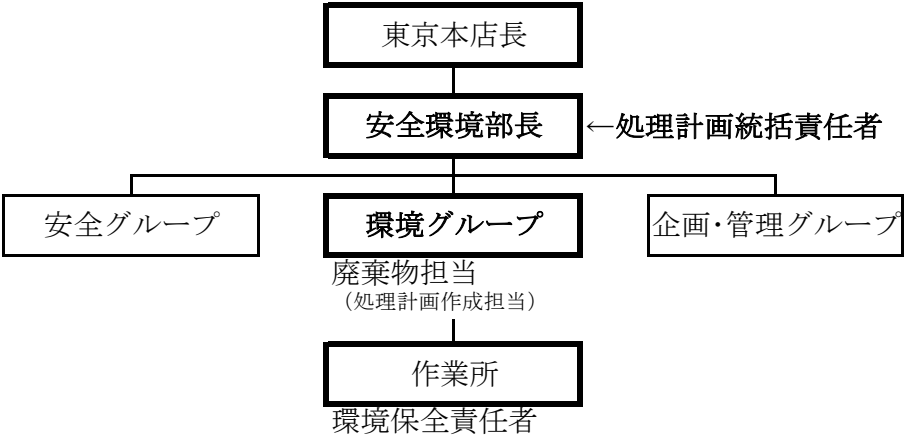 東京本店長
安全環境部長
←処理計画統括責任者
安全グループ
環境グループ
企画・管理グループ
廃棄物担当
（処理計画作成担当）
作業所
環境保全責任者